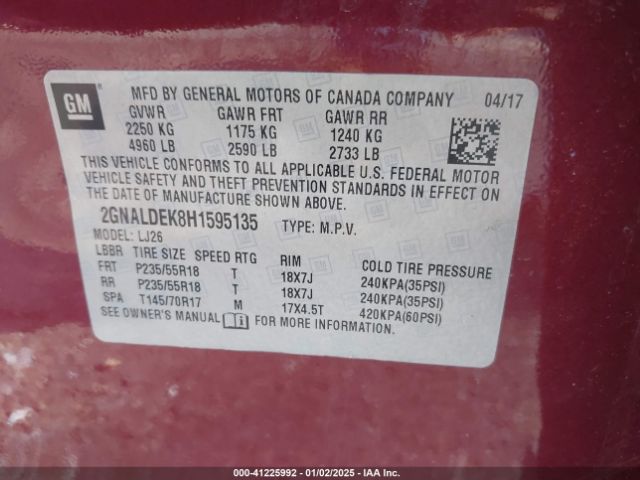 GM
MFD BY GENERAL MOTORS OF CANADA COMPANY 04/17
GVWR GAWR FRT GAWR RR
2250 KG 1175 KG 1240 KG
4960 LB 2590 LB 2733 LB
THIS VEHICLE CONFORMS TO ALL APPLICABLE U.S. FEDERAL MOTOR
VEHICLE SAFETY AND THEFT PREVENTION STANDARDS IN EFFECT ON
THE DATE OF MANUFACTURE SHOWN ABOVE.
2GNALDEK8H1595135 TYPE: M.P.V.
MODEL: LJ26
LBBR TIRE SIZE SPEED RTG RIM COLD TIRE PRESSURE
FRT P235/55R18 T 18X7J 240KPA(35PSI)
RR P235/55R18 T 18X7J 240KPA(35PSI)
SPA T145/70R17 M 17X4.5T 420KPA(60PSI)
SEE OWNER'S MANUAL FOR MORE INFORMATION.
000-41225992 - 01/02/2025 - IAA Inc.